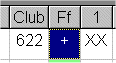 Club Ff 1
622 + XX